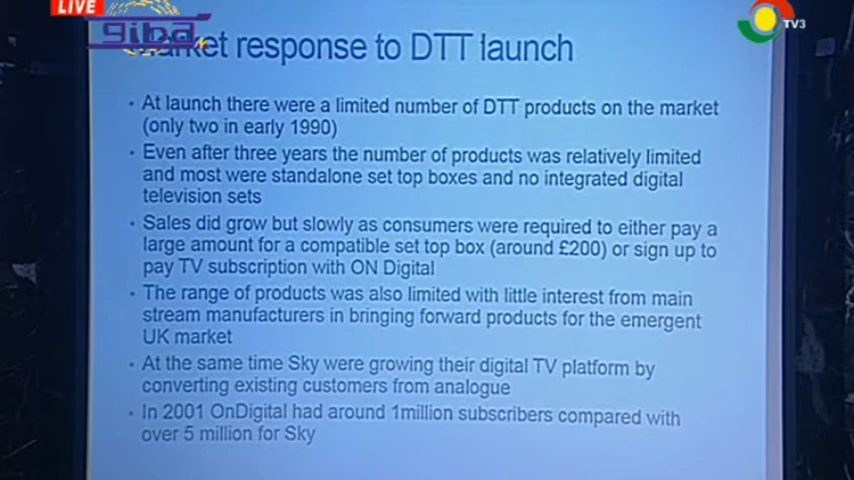 LIVE
giba
TV3
Market response to DTT launch
• At launch there were a limited number of DTT products on the market
(only two in early 1990)
• Even after three years the number of products was relatively limited
and most were standalone set top boxes and no integrated digital
television sets
• Sales did grow but slowly as consumers were required to either pay a
large amount for a compatible set top box (around £200) or sign up to
pay TV subscription with ON Digital
• The range of products was also limited with little interest from main
stream manufacturers in bringing forward products for the emergent
UK market
• At the same time Sky were growing their digital TV platform by
converting existing customers from analogue
• In 2001 OnDigital had around 1million subscribers compared with
over 5 million for Sky